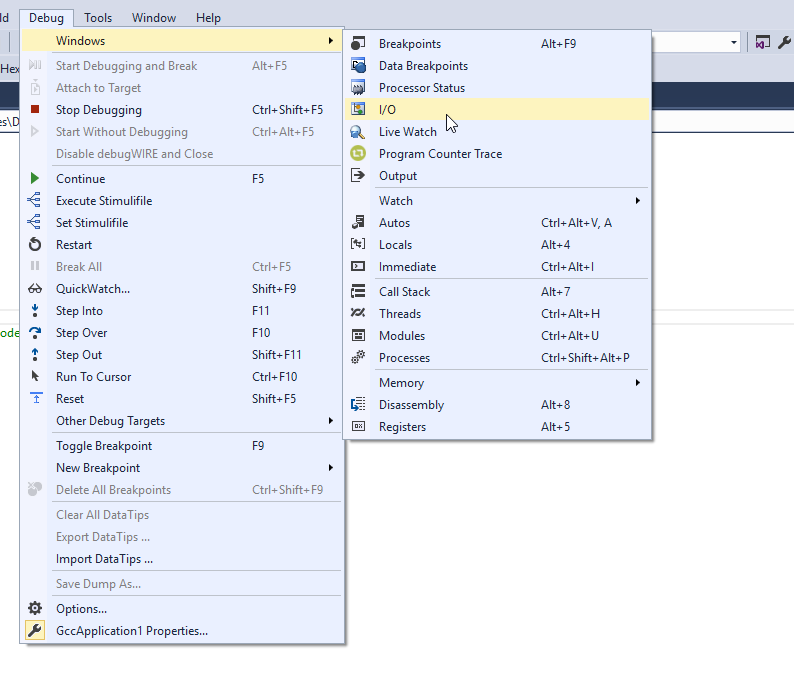 ld Debug Tools Window Help
Hex
es\D
ode
Windows
Start Debugging and Break Alt+F5
Attach to Target
Stop Debugging Ctrl+Shift+F5
Start Without Debugging Ctrl+Alt+F5
Disable debugWIRE and Close
Continue F5
Execute Stimulifile
Set Stimulifile
Restart
Break All Ctrl+F5
QuickWatch... Shift+F9
Step Into F11
Step Over F10
Step Out Shift+F11
Run To Cursor Ctrl+F10
Reset Shift+F5
Other Debug Targets
Toggle Breakpoint F9
New Breakpoint
Delete All Breakpoints Ctrl+Shift+F9
Clear All DataTips
Export DataTips ...
Import DataTips ...
Save Dump As...
Options...
GccApplication1 Properties...
Breakpoints Alt+F9
Data Breakpoints
Processor Status
I/O
Live Watch
Program Counter Trace
Output
Watch
Autos Ctrl+Alt+V, A
Locals Alt+4
Immediate Ctrl+Alt+I
Call Stack Alt+7
Threads Ctrl+Alt+H
Modules Ctrl+Alt+U
Processes Ctrl+Shift+Alt+P
Memory
Disassembly Alt+8
Registers Alt+5